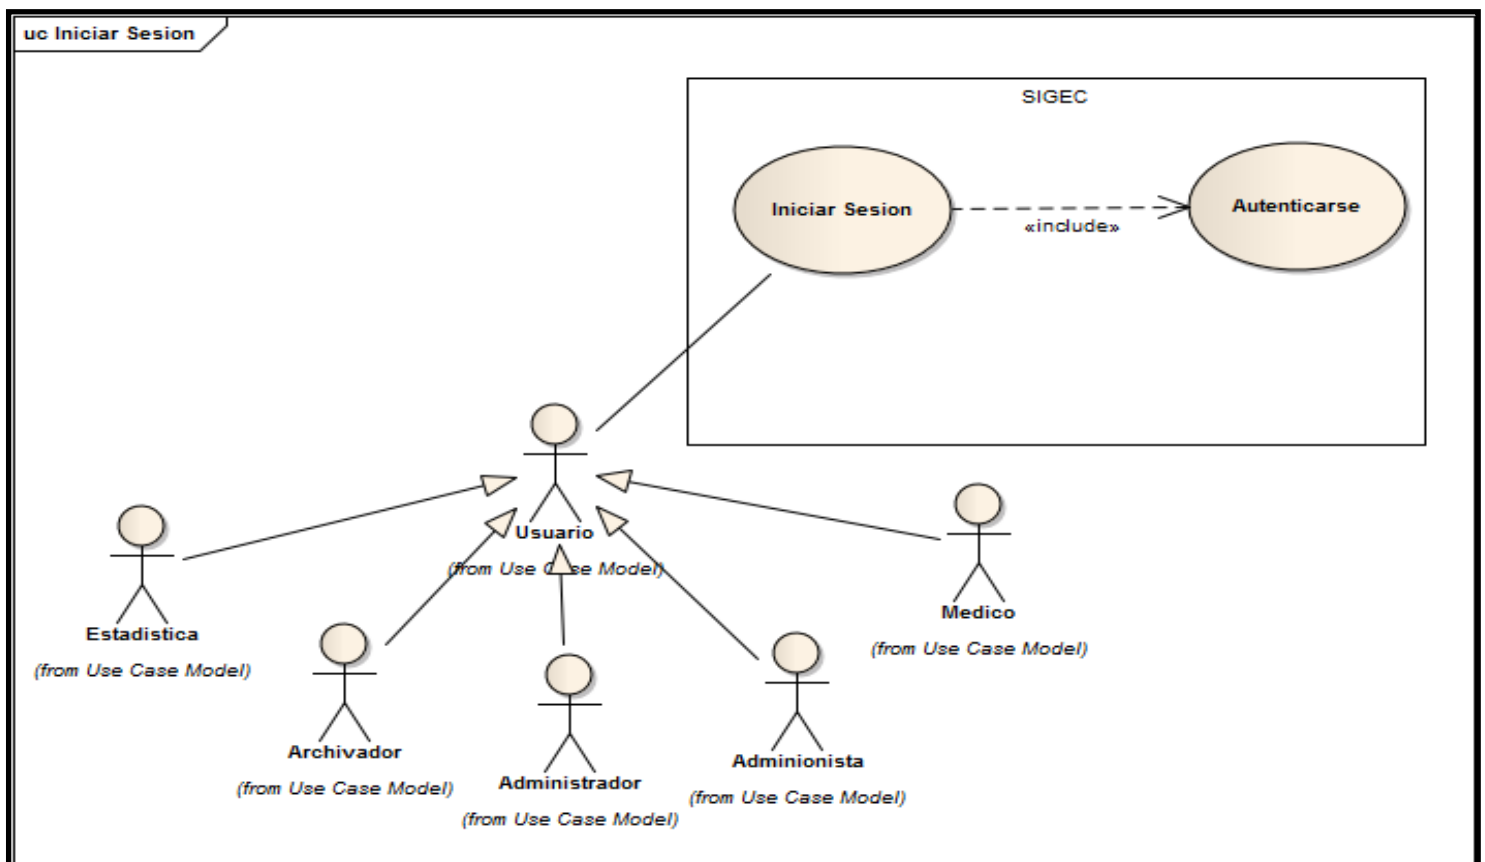 uc Iniciar Sesion
SIGEC
Iniciar Sesion
Autenticarse
«include»
Usuario
(from Use Case Model)
Medico
(from Use Case Model)
Estadistica
(from Use Case Model)
Archivador
(from Use Case Model)
Administrador
(from Use Case Model)
Adminionista
(from Use Case Model)